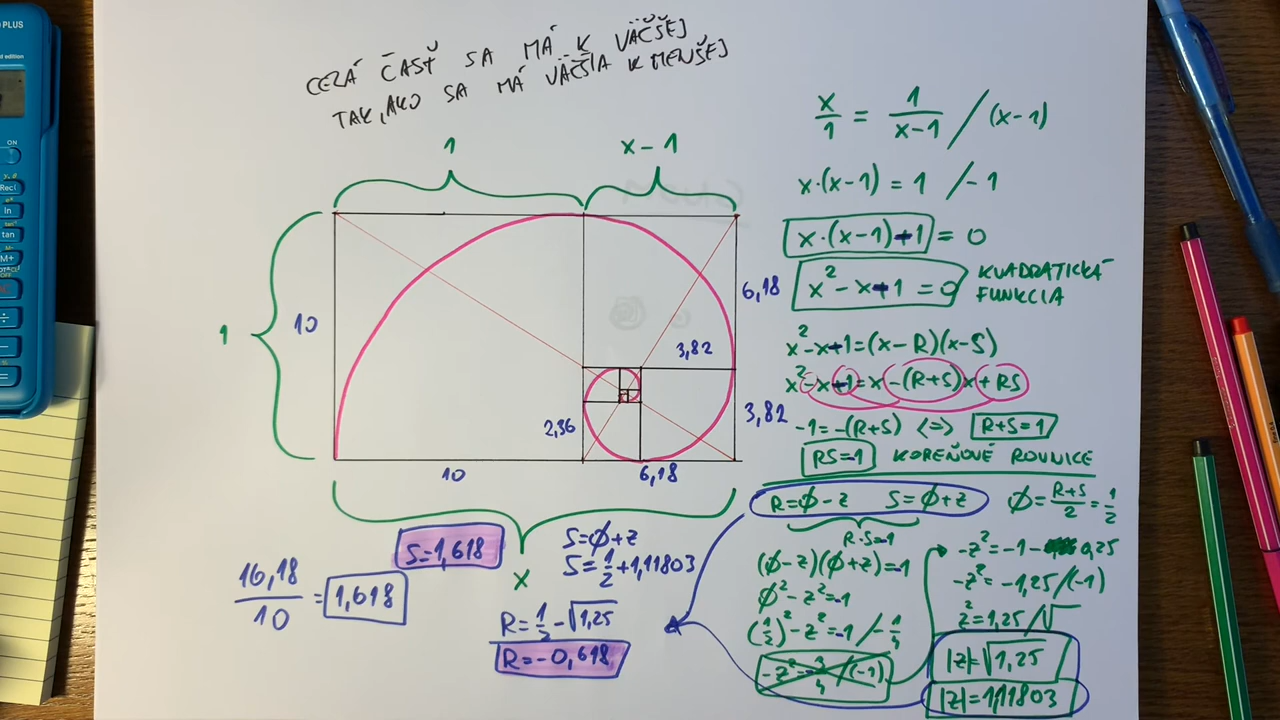 CELÁ ČASŤ SA MÁ K VÄČŠEJ
TAK, AKO SA MÁ VÄČŠIA K MENŠEJ
1
x - 1
1
10
6,18
3,82
3,82
2,36
10
6,18
x
16,18
10
= 1,618
S=1,618
S=ϕ+z
S=1/2+1,11803
R=1/2-√1,25
R=-0,618
x/1 = 1/(x-1) / (x-1)
x·(x-1) = 1 /-1
x·(x-1)-1 = 0
x²-x-1=0 KVADRATICKÁ
FUNKCIA
x²-x-1=(x-R)(x-S)
x²-x-1=x-(R+S)x+RS
-1=-(R+S) <=> R+S=1
RS=-1 KOREŇOVÉ ROVNICE
R=ϕ-z S=ϕ+z ϕ=(R+S)/2=1/2
R·S=-1
(ϕ-z)(ϕ+z)=-1
ϕ²-z²=-1
(1/2)²-z²=-1 /-1/4
-z²=-1-0,25
-z²=-1,25/(-1)
z²=1,25/√
|z|=√1,25
|z|=1,11803
PLUS
ON
ln
tan
M+
=